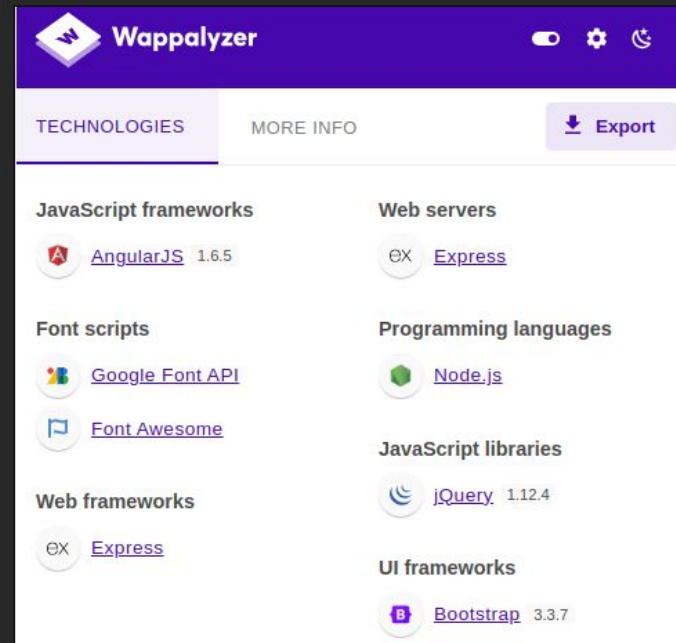 Wappalyzer
TECHNOLOGIES
MORE INFO
Export
JavaScript frameworks
AngularJS 1.6.5
Font scripts
Google Font API
Font Awesome
Web frameworks
ex Express
Web servers
ex Express
Programming languages
Node.js
JavaScript libraries
jQuery 1.12.4
UI frameworks
B Bootstrap 3.3.7